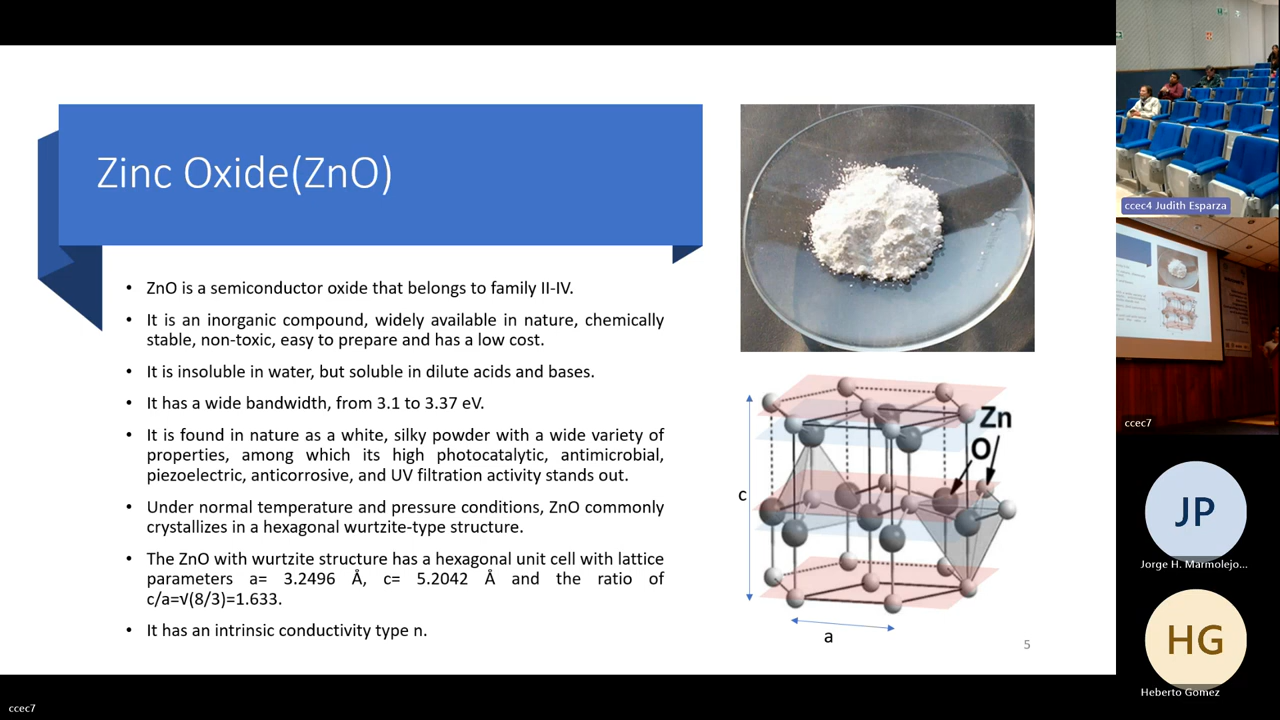 Zinc Oxide(ZnO)
• ZnO is a semiconductor oxide that belongs to family II-IV.
• It is an inorganic compound, widely available in nature, chemically
stable, non-toxic, easy to prepare and has a low cost.
• It is insoluble in water, but soluble in dilute acids and bases.
• It has a wide bandwidth, from 3.1 to 3.37 eV.
• It is found in nature as a white, silky powder with a wide variety of
properties, among which its high photocatalytic, antimicrobial,
piezoelectric, anticorrosive, and UV filtration activity stands out.
• Under normal temperature and pressure conditions, ZnO commonly
crystallizes in a hexagonal wurtzite-type structure.
• The ZnO with wurtzite structure has a hexagonal unit cell with lattice
parameters a= 3.2496 Å, c= 5.2042 Å and the ratio of
c/a=√(8/3)=1.633.
• It has an intrinsic conductivity type n.
Zn
O
c
a
5
ccec4 Judith Esparza
ccec7
JP
Jorge H. Marmolejo...
HG
Heberto Gomez
ccec7